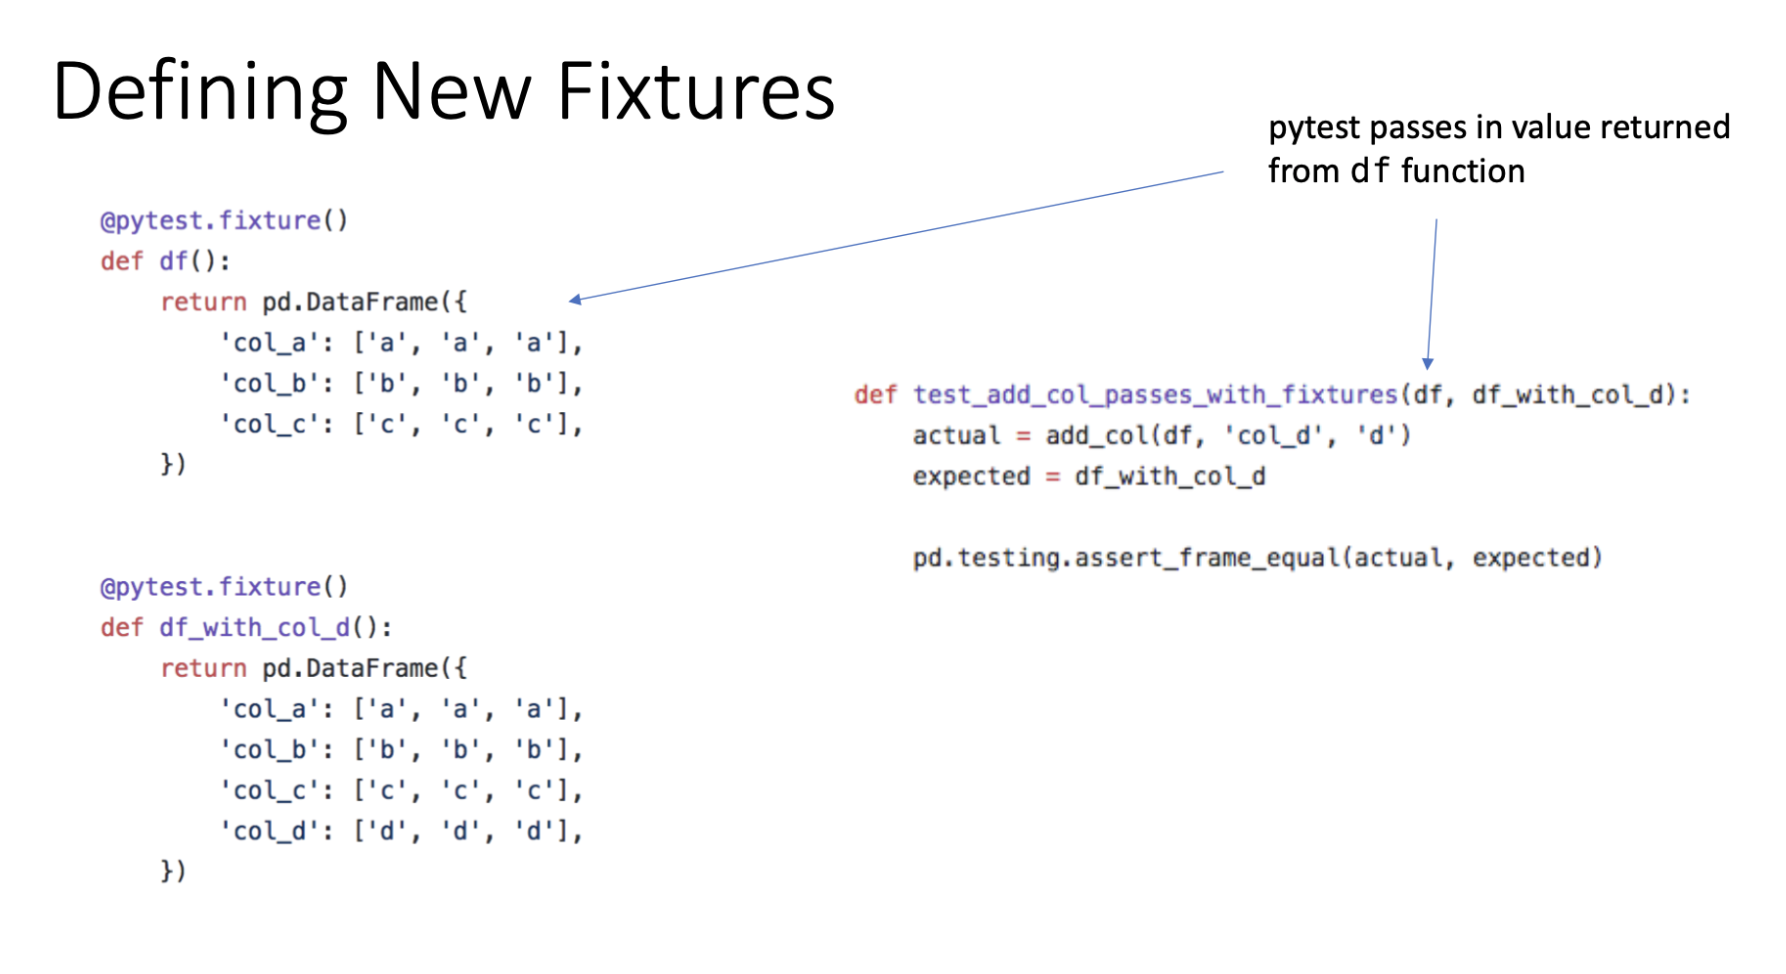 Defining New Fixtures
pytest passes in value returned
from df function
@pytest.fixture()
def df():
    return pd.DataFrame({
        'col_a': ['a', 'a', 'a'],
        'col_b': ['b', 'b', 'b'],
        'col_c': ['c', 'c', 'c'],
    })
@pytest.fixture()
def df_with_col_d():
    return pd.DataFrame({
        'col_a': ['a', 'a', 'a'],
        'col_b': ['b', 'b', 'b'],
        'col_c': ['c', 'c', 'c'],
        'col_d': ['d', 'd', 'd'],
    })
def test_add_col_passes_with_fixtures(df, df_with_col_d):
    actual = add_col(df, 'col_d', 'd')
    expected = df_with_col_d
    pd.testing.assert_frame_equal(actual, expected)